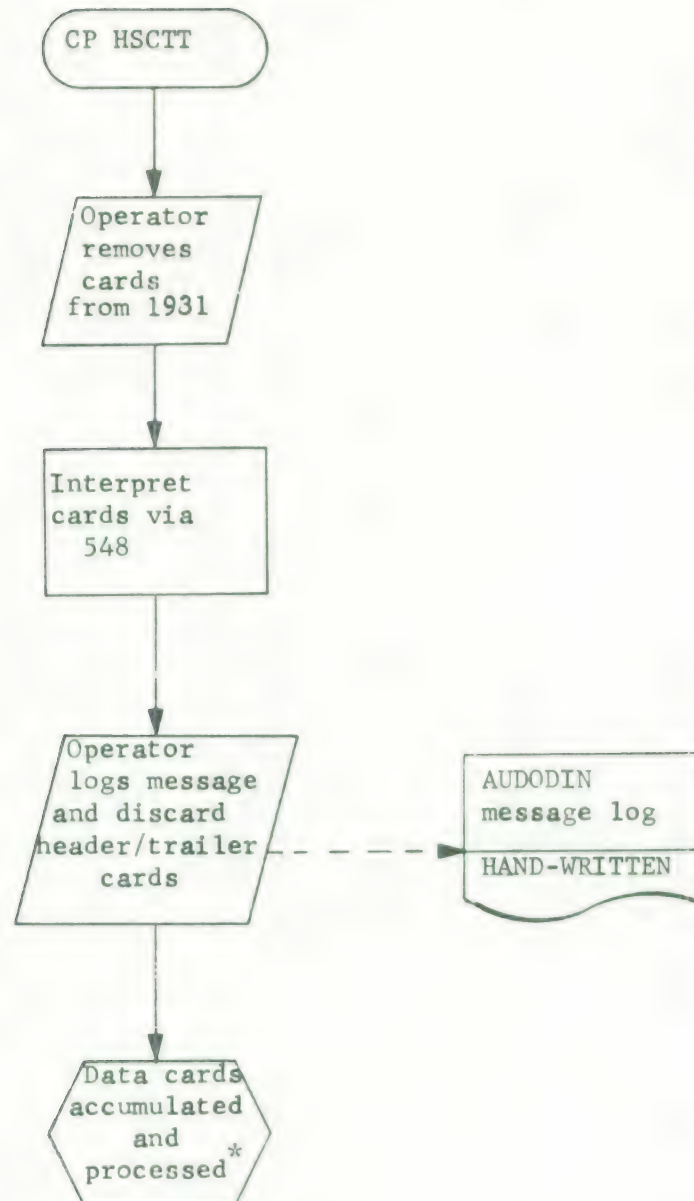 CP HSCTT
Operator
removes
cards
from 1931
Interpret
cards via
548
Operator
logs message
and discard
header/trailer
cards
AUDODIN
message log
HAND-WRITTEN
Data cards
accumulated
and
processed*